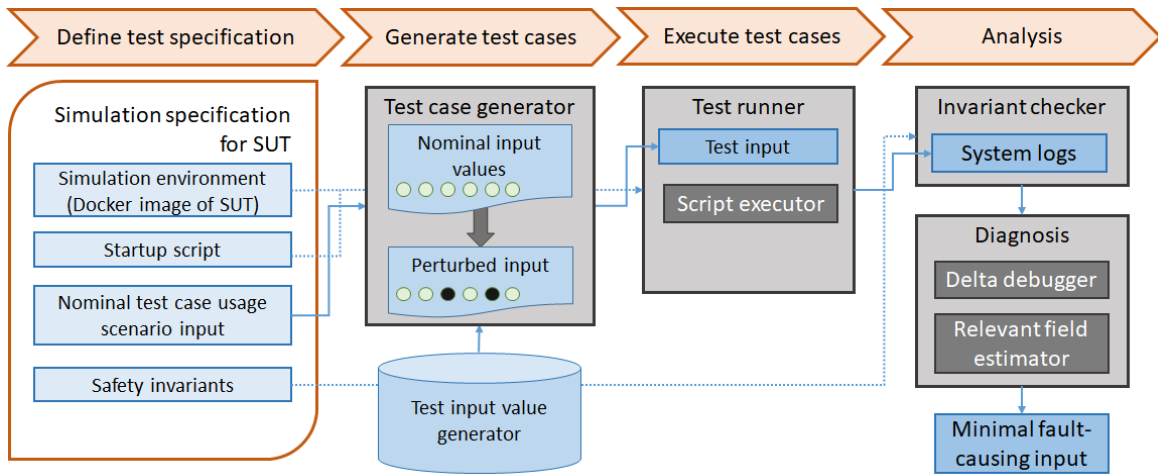 Define test specification
Generate test cases
Execute test cases
Analysis
Simulation specification
for SUT
Simulation environment
(Docker image of SUT)
Startup script
Nominal test case usage
scenario input
Safety invariants
Test case generator
Nominal input
values
Perturbed input
Test input value
generator
Test runner
Test input
Script executor
Invariant checker
System logs
Diagnosis
Delta debugger
Relevant field
estimator
Minimal fault-
causing input